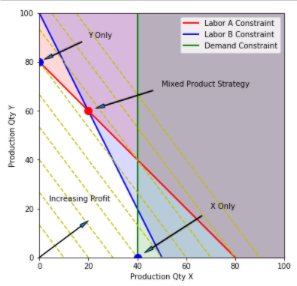 100
80
60
40
20
0
Production Qty Y
Labor A Constraint
Labor B Constraint
Demand Constraint
Y Only
Mixed Product Strategy
Increasing Profit
X Only
0 20 40 60 80 100
Production Qty X